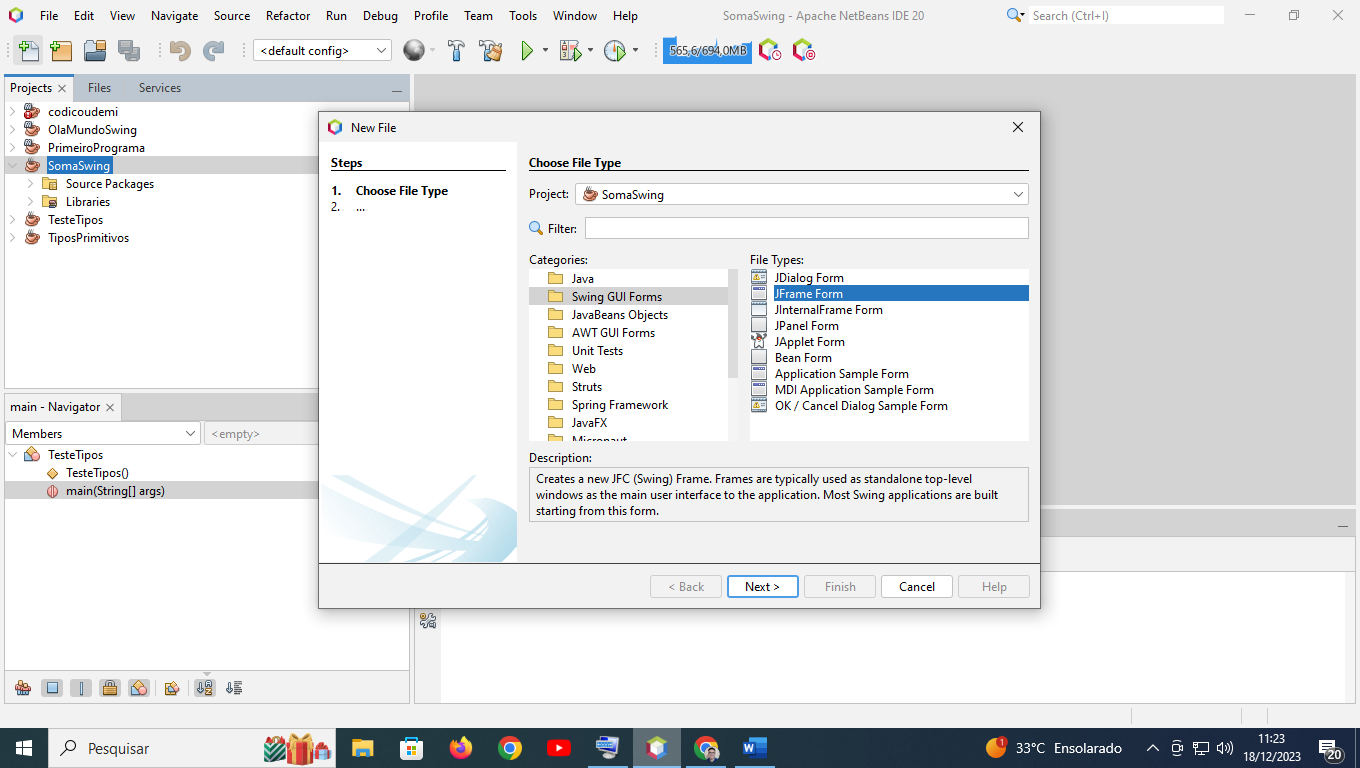 File Edit View Navigate Source Refactor Run Debug Profile Team Tools Window Help
SomaSwing - Apache NetBeans IDE 20
Search (Ctrl+I)
<default config>
565,6/694,0MB
Projects Files Services
codicoudemi
OlaMundoSwing
PrimeiroPrograma
SomaSwing
Source Packages
Libraries
TesteTipos
TiposPrimitivos
main - Navigator
Members
<empty>
TesteTipos
TesteTipos()
main(String[] args)
New File
Steps
1. Choose File Type
2. ...
Choose File Type
Project: SomaSwing
Filter:
Categories:
Java
Swing GUI Forms
JavaBeans Objects
AWT GUI Forms
Unit Tests
Web
Struts
Spring Framework
JavaFX
Micronaut
File Types:
JDialog Form
JFrame Form
JInternalFrame Form
JPanel Form
JApplet Form
Bean Form
Application Sample Form
MDI Application Sample Form
OK / Cancel Dialog Sample Form
Description:
Creates a new JFC (Swing) Frame. Frames are typically used as standalone top-level
windows as the main user interface to the application. Most Swing applications are built
starting from this form.
< Back Next > Finish Cancel Help
Pesquisar
1
33°C Ensolarado
11:23
18/12/2023
20